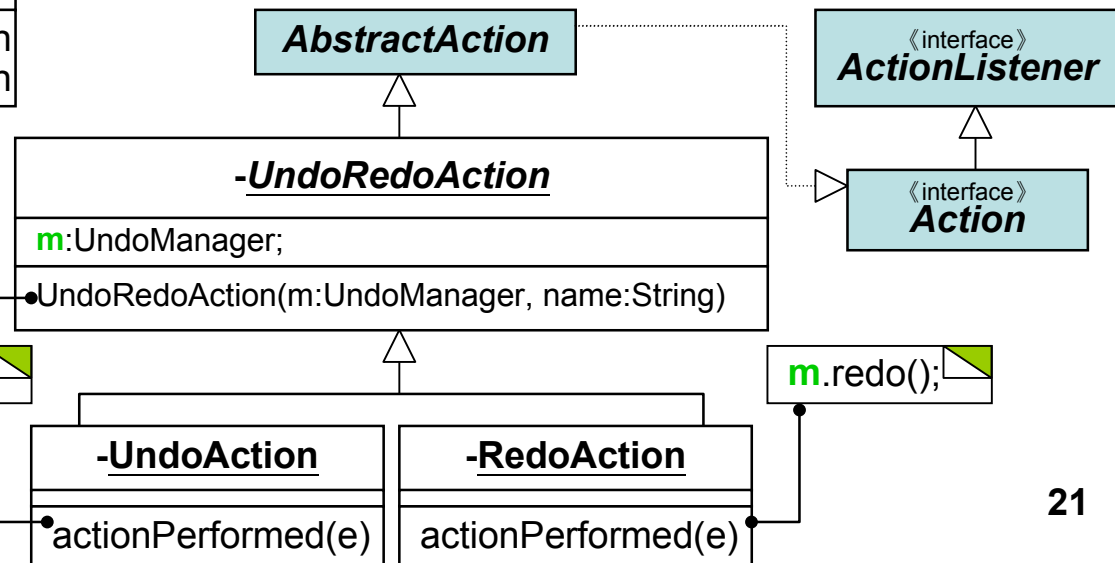 n
n
AbstractAction
《interface》
ActionListener
-UndoRedoAction
《interface》
Action
m:UndoManager;
UndoRedoAction(m:UndoManager, name:String)
m.redo();
-UndoAction
-RedoAction
actionPerformed(e)
actionPerformed(e)
21